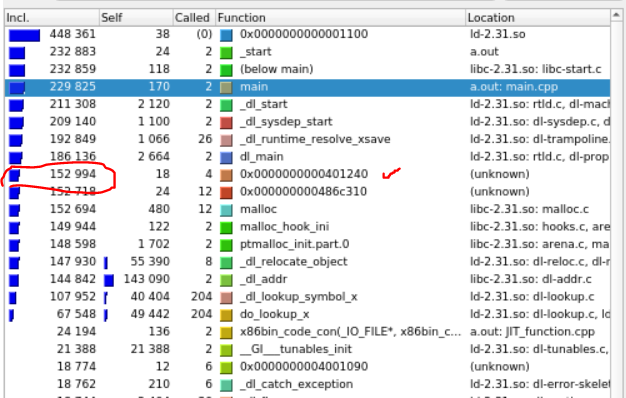 Incl. Self Called Function Location
448 361 38 (0) 0x0000000000001100 ld-2.31.so
232 883 24 2 _start a.out
232 859 118 2 (below main) libc-2.31.so: libc-start.c
229 825 170 2 main a.out: main.cpp
211 308 2 120 2 _dl_start ld-2.31.so: rtld.c, dl-mach
209 140 1 100 2 _dl_sysdep_start ld-2.31.so: dl-sysdep.c, d
192 849 1 066 26 _dl_runtime_resolve_xsave ld-2.31.so: dl-trampoline.
186 136 2 664 2 dl_main ld-2.31.so: rtld.c, dl-prop
152 994 18 4 0x0000000000401240 (unknown)
152 718 24 12 0x000000000486c310 (unknown)
152 694 480 12 malloc libc-2.31.so: malloc.c
149 944 122 2 malloc_hook_ini libc-2.31.so: hooks.c, are
148 598 1 702 2 ptmalloc_init.part.0 libc-2.31.so: arena.c, ma
147 930 55 390 8 _dl_relocate_object ld-2.31.so: dl-reloc.c, dl-r
144 842 143 090 2 _dl_addr libc-2.31.so: dl-addr.c
107 952 40 404 204 _dl_lookup_symbol_x ld-2.31.so: dl-lookup.c
67 548 49 442 204 do_lookup_x ld-2.31.so: dl-lookup.c, ld
24 194 136 2 x86bin_code_con(_IO_FILE*, x86bin_c... a.out: JIT_function.cpp
21 388 21 388 2 __GI___tunables_init ld-2.31.so: dl-tunables.c,
18 774 12 6 0x0000000004001090 (unknown)
18 762 210 6 _dl_catch_exception ld-2.31.so: dl-error-skelet